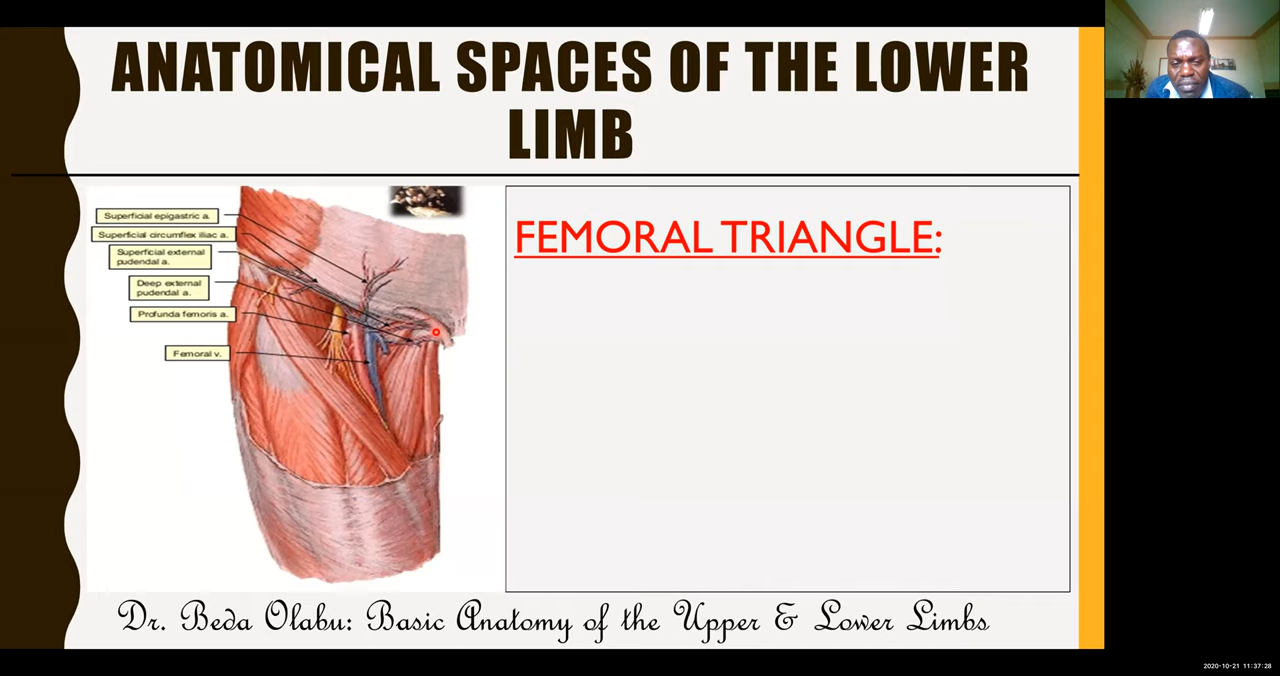 ANATOMICAL SPACES OF THE LOWER
LIMB
Superficial epigastric a.
Superficial circumflex iliac a.
Superficial external
pudendal a.
Deep external
pudendal a.
Profunda femoris a.
Femoral v.
FEMORAL TRIANGLE:
Dr. Beda Olabu: Basic Anatomy of the Upper & Lower Limbs
2020-10-21 11:37:28